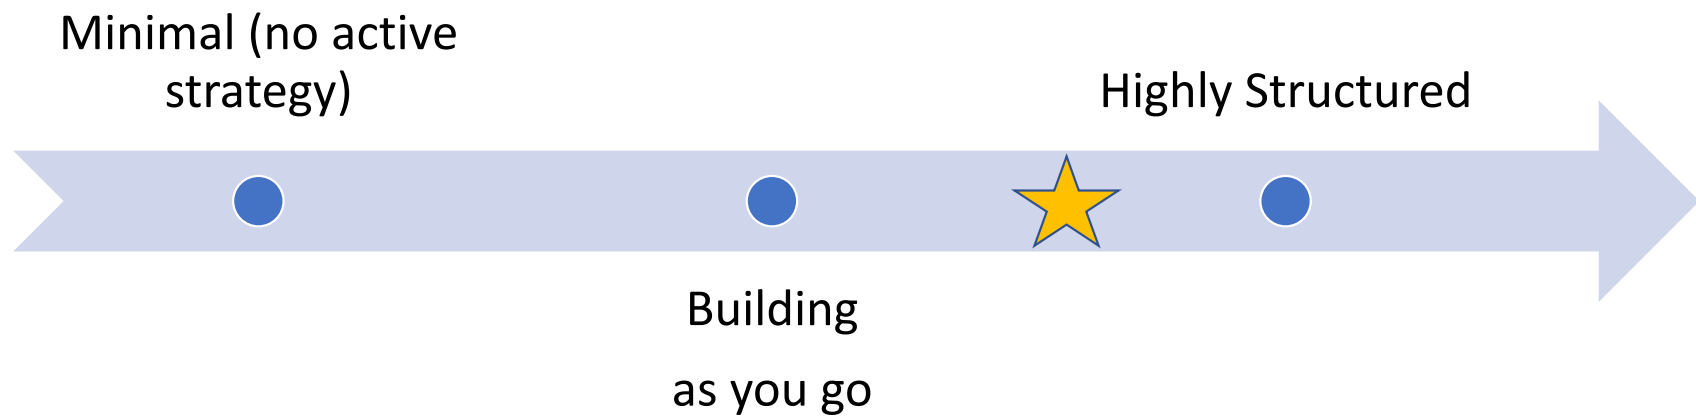 Minimal (no active
strategy)
Highly Structured
Building
as you go